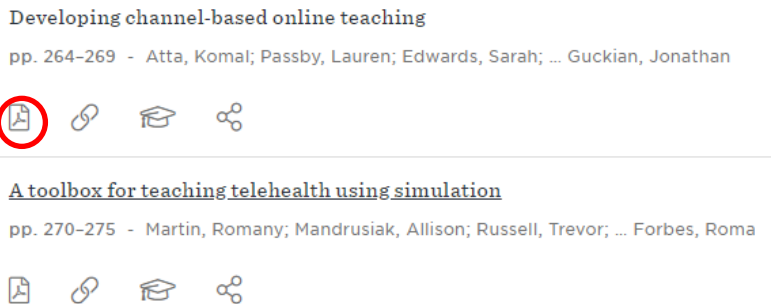 Developing channel-based online teaching
pp. 264–269 - Atta, Komal; Passby, Lauren; Edwards, Sarah; ... Guckian, Jonathan
A toolbox for teaching telehealth using simulation
pp. 270–275 - Martin, Romany; Mandrusiak, Allison; Russell, Trevor; ... Forbes, Roma